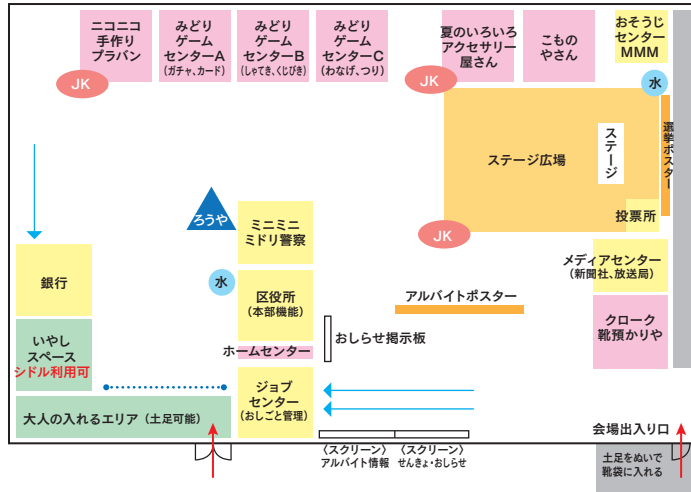 ニコニコ
手作り
プラバン
みどり
ゲーム
センターA
(ガチャ、カード)
みどり
ゲーム
センターB
(しゃてき、くじびき)
みどり
ゲーム
センターC
(わなげ、つり)
夏のいろいろ
アクセサリー
屋さん
こもの
やさん
おそうじ
センター
MMM
JK
JK
水
選挙ポスター
ステージ広場
ステージ
投票所
JK
ろうや
ミニミニ
ミドリ警察
水
区役所
(本部機能)
銀行
メディアセンター
(新聞社、放送局)
アルバイトポスター
クローク
靴預かりや
おしらせ掲示板
ホームセンター
いやし
スペース
シドル利用可
ジョブ
センター
(おしごと管理)
大人の入れるエリア（土足可能）
〈スクリーン〉
アルバイト情報
〈スクリーン〉
せんきょ・おしらせ
会場出入り口
土足をぬいで
靴袋に入れる